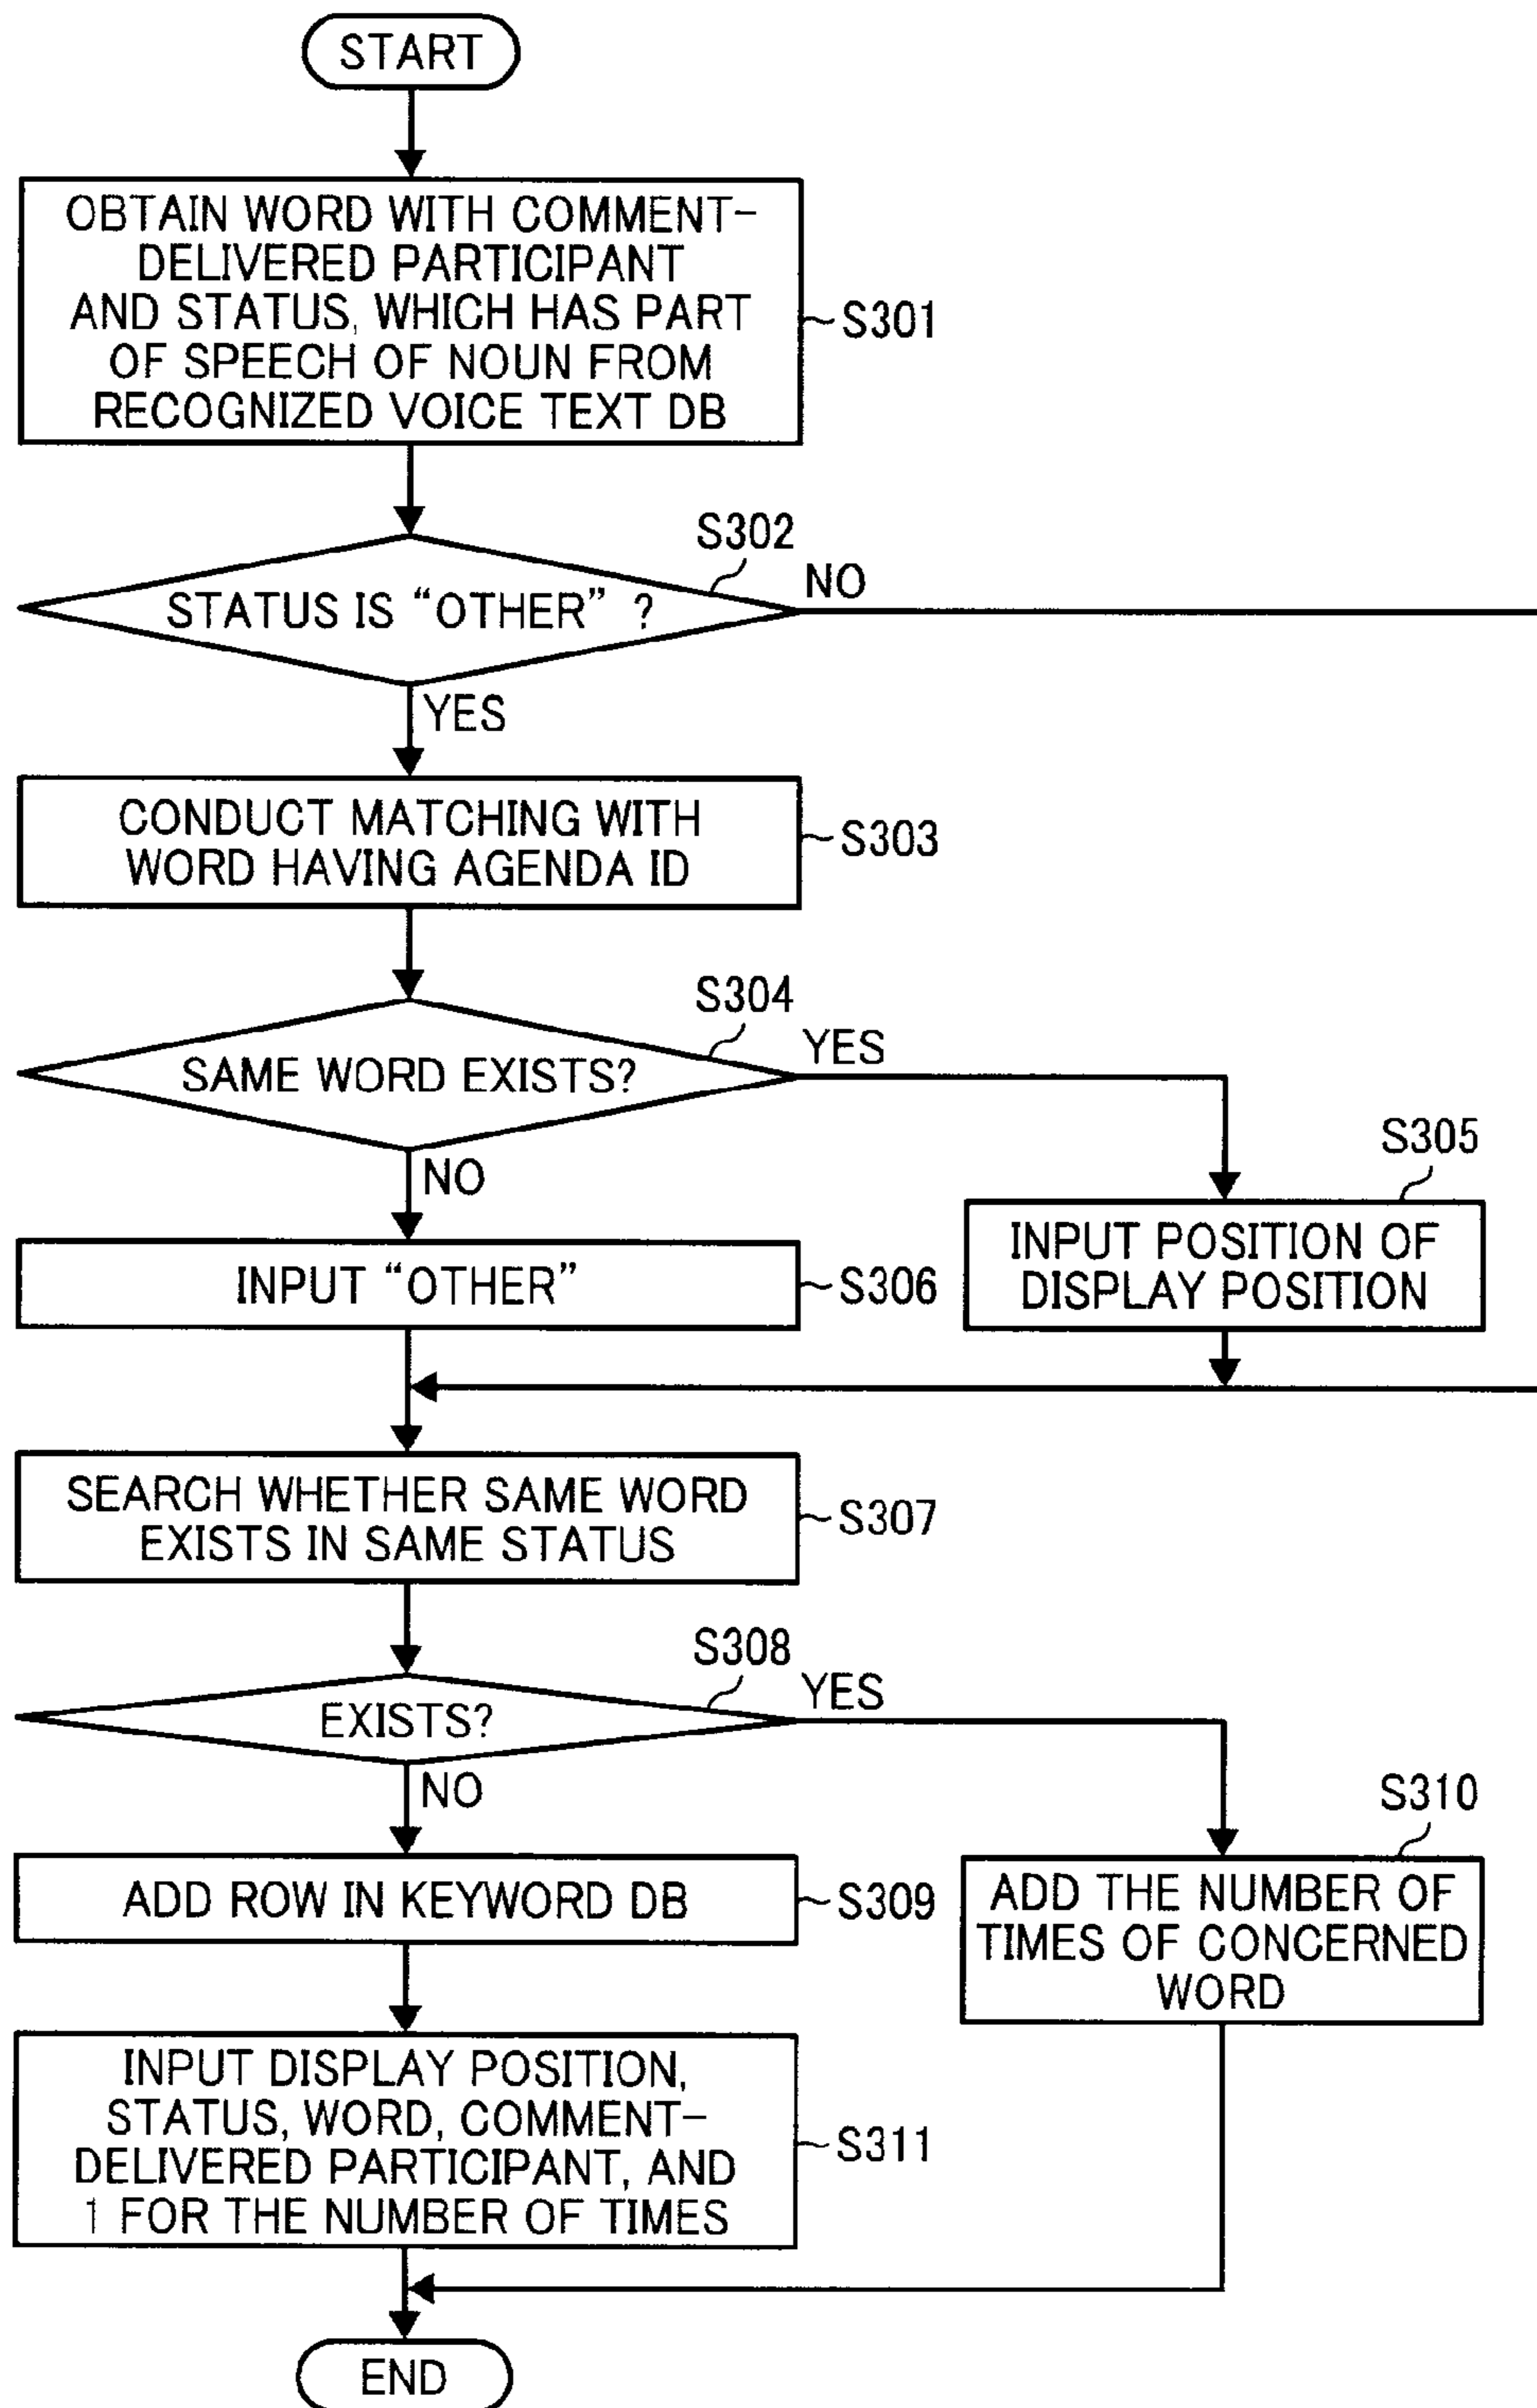 START
OBTAIN WORD WITH COMMENT-
DELIVERED PARTICIPANT
AND STATUS, WHICH HAS PART
OF SPEECH OF NOUN FROM
RECOGNIZED VOICE TEXT DB
S301
S302
STATUS IS “OTHER” ?
NO
YES
CONDUCT MATCHING WITH
WORD HAVING AGENDA ID
S303
S304
SAME WORD EXISTS?
YES
NO
S305
INPUT POSITION OF
DISPLAY POSITION
INPUT “OTHER”
S306
SEARCH WHETHER SAME WORD
EXISTS IN SAME STATUS
S307
S308
EXISTS?
YES
NO
S310
ADD THE NUMBER OF
TIMES OF CONCERNED
WORD
ADD ROW IN KEYWORD DB
S309
INPUT DISPLAY POSITION,
STATUS, WORD, COMMENT-
DELIVERED PARTICIPANT, AND
1 FOR THE NUMBER OF TIMES
S311
END